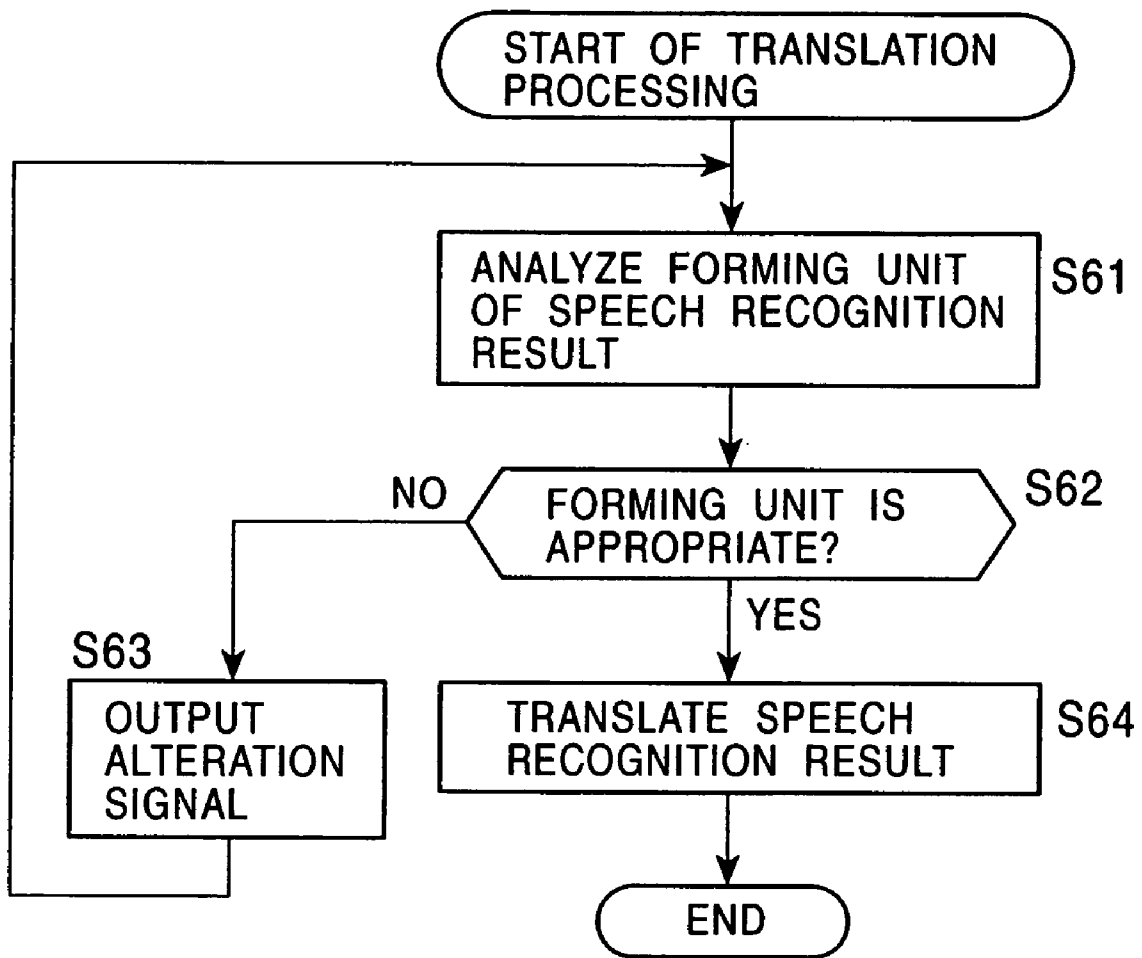 START OF TRANSLATION
PROCESSING
ANALYZE FORMING UNIT
OF SPEECH RECOGNITION
RESULT
S61
FORMING UNIT IS
APPROPRIATE?
S62
NO
YES
S63
OUTPUT
ALTERATION
SIGNAL
TRANSLATE SPEECH
RECOGNITION RESULT
S64
END